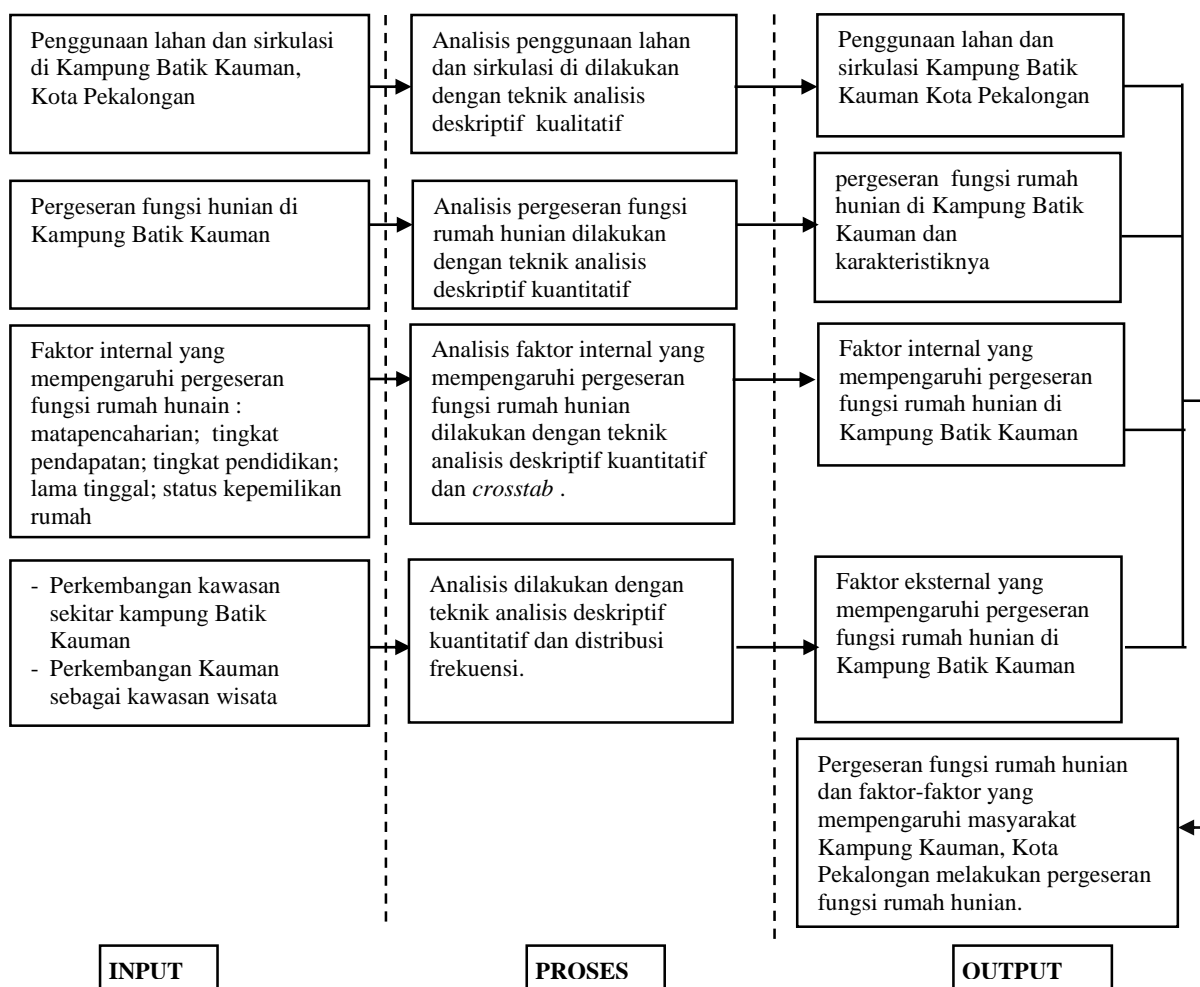 Penggunaan lahan dan sirkulasi
di Kampung Batik Kauman,
Kota Pekalongan
Analisis penggunaan lahan
dan sirkulasi di dilakukan
dengan teknik analisis
deskriptif kualitatif
Penggunaan lahan dan
sirkulasi Kampung Batik
Kauman Kota Pekalongan
Pergeseran fungsi hunian di
Kampung Batik Kauman
Analisis pergeseran fungsi
rumah hunian dilakukan
dengan teknik analisis
deskriptif kuantitatif
pergeseran fungsi rumah
hunian di Kampung Batik
Kauman dan
karakteristiknya
Faktor internal yang
mempengaruhi pergeseran
fungsi rumah hunain :
matapencaharian; tingkat
pendapatan; tingkat pendidikan;
lama tinggal; status kepemilikan
rumah
Analisis faktor internal yang
mempengaruhi pergeseran
fungsi rumah hunian
dilakukan dengan teknik
analisis deskriptif kuantitatif
dan crosstab .
Faktor internal yang
mempengaruhi pergeseran
fungsi rumah hunian di
Kampung Batik Kauman
- Perkembangan kawasan
sekitar kampung Batik
Kauman
- Perkembangan Kauman
sebagai kawasan wisata
Analisis dilakukan dengan
teknik analisis deskriptif
kuantitatif dan distribusi
frekuensi.
Faktor eksternal yang
mempengaruhi pergeseran
fungsi rumah hunian di
Kampung Batik Kauman
Pergeseran fungsi rumah hunian
dan faktor-faktor yang
mempengaruhi masyarakat
Kampung Kauman, Kota
Pekalongan melakukan pergeseran
fungsi rumah hunian.
INPUT
PROSES
OUTPUT